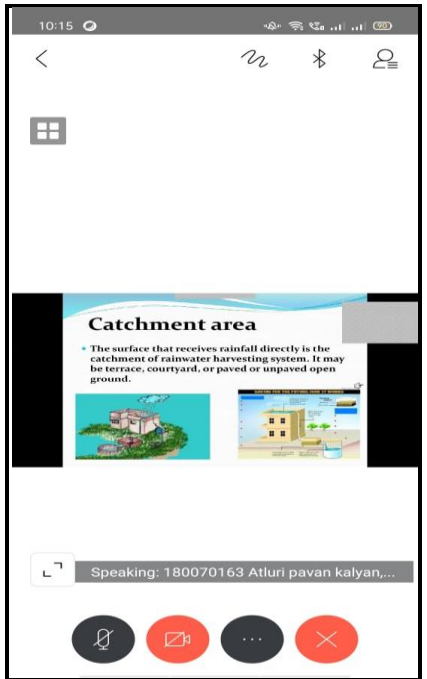 10:15
90
Catchment area
The surface that receives rainfall directly is the
catchment of rainwater harvesting system. It may
be terrace, courtyard, or paved or unpaved open
ground.
Speaking: 180070163 Atluri pavan kalyan,...